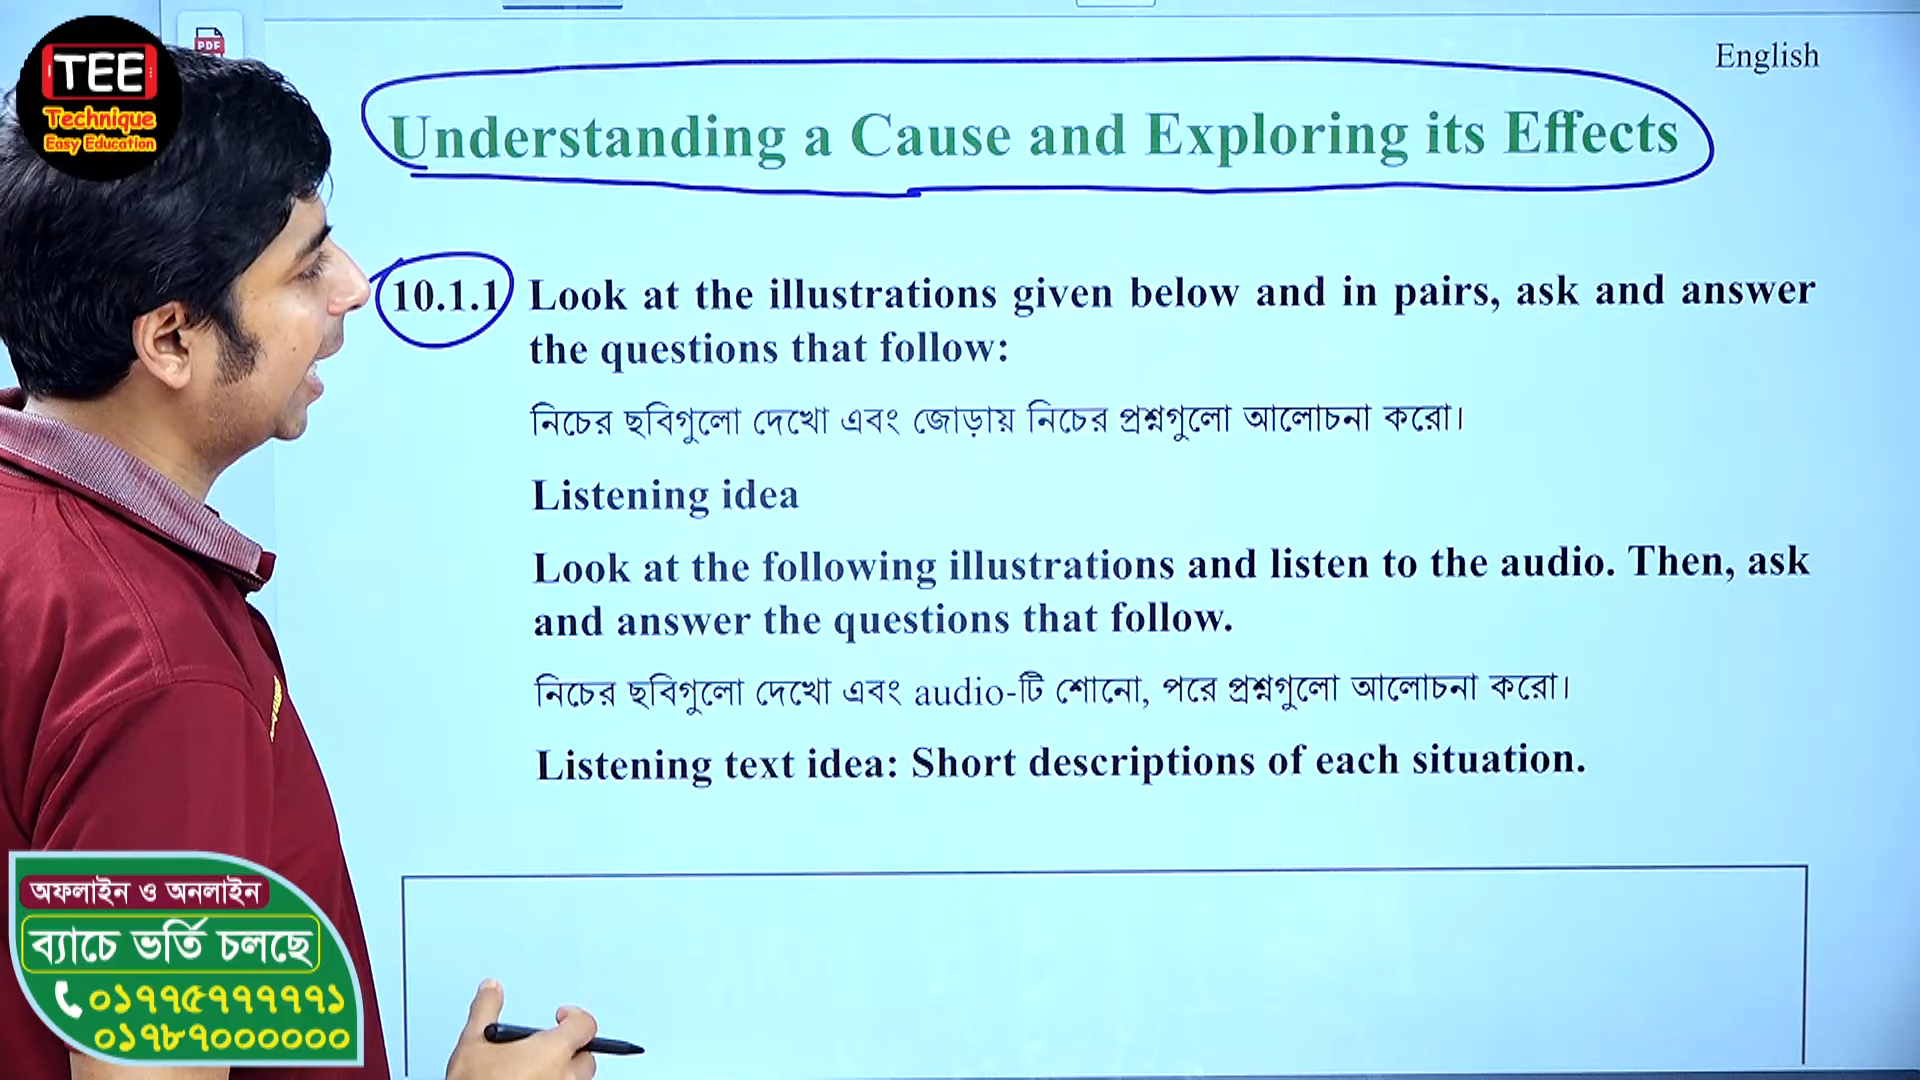 TEE
Technique
Easy Education
PDF
English
Understanding a Cause and Exploring its Effects
10.1.1 Look at the illustrations given below and in pairs, ask and answer
the questions that follow:
নিচের ছবিগুলো দেখো এবং জোড়ায় নিচের প্রশ্নগুলো আলোচনা করো।
Listening idea
Look at the following illustrations and listen to the audio. Then, ask
and answer the questions that follow.
নিচের ছবিগুলো দেখো এবং audio-টি শোনো, পরে প্রশ্নগুলো আলোচনা করো।
Listening text idea: Short descriptions of each situation.
অফলাইন ও অনলাইন
ব্যাচে ভর্তি চলছে
০১৭৭৫৭৭৭৭৭১
০১৭৮৭০০০০০০